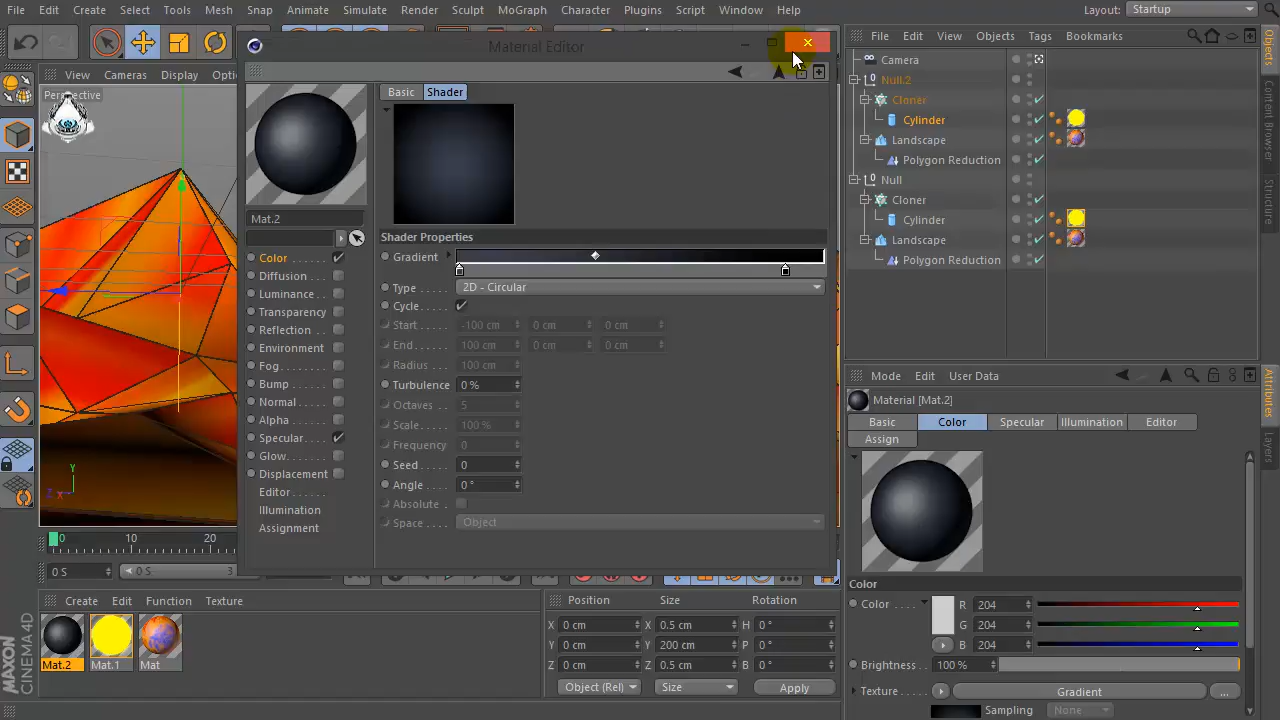 File Edit Create Select Tools Mesh Snap Animate Simulate Render Sculpt MoGraph Character Plugins Script Window Help Layout: Startup
Material Editor
File Edit View Objects Tags Bookmarks
View Cameras Display
Perspective
Basic Shader
Camera
Null.2
Cloner
Cylinder
Landscape
Polygon Reduction
Null
Cloner
Cylinder
Landscape
Polygon Reduction
Objects
Content Browser
Structure
Mat.2
Shader Properties
Color
Diffusion
Luminance
Transparency
Reflection
Environment
Fog
Bump
Normal
Alpha
Specular
Glow
Displacement
Editor
Illumination
Assignment
Gradient
Type 2D - Circular
Cycle
Start -100 cm 0 cm 0 cm
End 100 cm 0 cm 0 cm
Radius 100 cm
Turbulence 0 %
Octaves 5
Scale 100 %
Frequency 0
Seed 0
Angle 0 °
Absolute
Space Object
Mode Edit User Data
Material [Mat.2]
Basic Color Specular Illumination Editor
Assign
Attributes
Layers
Color
Color R 204
G 204
B 204
Brightness 100 %
Texture Gradient ...
Sampling None
Y
Z X
0 10 20
0 S 0 S 3
Create Edit Function Texture
Mat.2 Mat.1 Mat
Position Size Rotation
X 0 cm X 0.5 cm H 0 °
Y 0 cm Y 200 cm P 0 °
Z 0 cm Z 0.5 cm B 0 °
Object (Rel) Size Apply
MAXON
CINEMA 4D